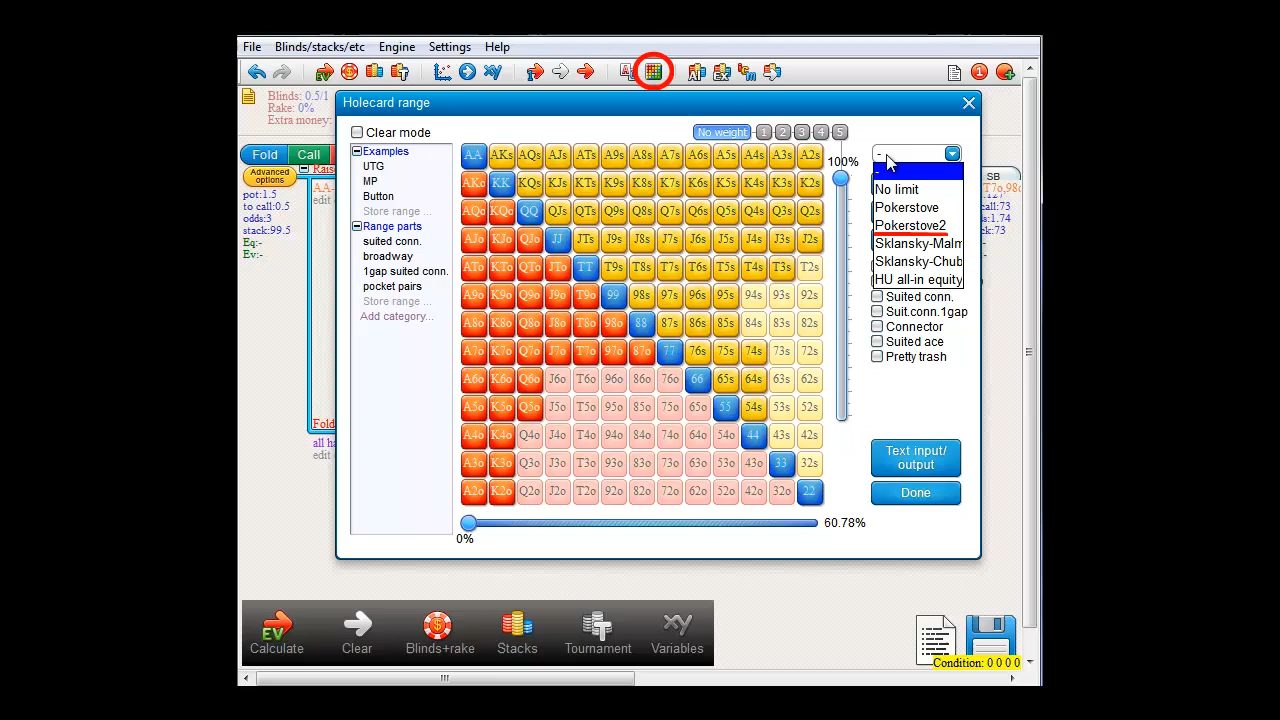 File Blinds/stacks/etc Engine Settings Help
Blinds: 0.5/1
Rake: 0%
Extra money:
Fold Call
Advanced options
pot:1.5
to call:0.5
odds:3
stack:99.5
Eq:-
Ev:-
Holecard range
Clear mode
No weight 1 2 3 4 5
Examples
UTG
MP
Button
Store range ...
Range parts
suited conn.
broadway
1gap suited conn.
pocket pairs
Store range ...
Add category...
AA AKs AQs AJs ATs A9s A8s A7s A6s A5s A4s A3s A2s
AKo KK KQs KJs KTs K9s K8s K7s K6s K5s K4s K3s K2s
AQo KQo QQ QJs QTs Q9s Q8s Q7s Q6s Q5s Q4s Q3s Q2s
AJo KJo QJo JJ JTs J9s J8s J7s J6s J5s J4s J3s J2s
ATo KTo QTo JTo TT T9s T8s T7s T6s T5s T4s T3s T2s
A9o K9o Q9o J9o T9o 99 98s 97s 96s 95s 94s 93s 92s
A8o K8o Q8o J8o T8o 98o 88 87s 86s 85s 84s 83s 82s
A7o K7o Q7o J7o T7o 97o 87o 77 76s 75s 74s 73s 72s
A6o K6o Q6o J6o T6o 96o 86o 76o 66 65s 64s 63s 62s
A5o K5o Q5o J5o T5o 95o 85o 75o 65o 55 54s 53s 52s
A4o K4o Q4o J4o T4o 94o 84o 74o 64o 54o 44 43s 42s
A3o K3o Q3o J3o T3o 93o 83o 73o 63o 53o 43o 33 32s
A2o K2o Q2o J2o T2o 92o 82o 72o 62o 52o 42o 32o 22
100%
0%
60.78%
-
-
No limit
Pokerstove
Pokerstove2
Sklansky-Malm
Sklansky-Chub
HU all-in equity
Suited conn.
Suit.conn.1gap
Connector
Suited ace
Pretty trash
Text input/
output
Done
SB
T7o,98o
call:73
s=1.74
stack:73
Calculate Clear Blinds+rake Stacks Tournament Variables
Condition: 0 0 0 0